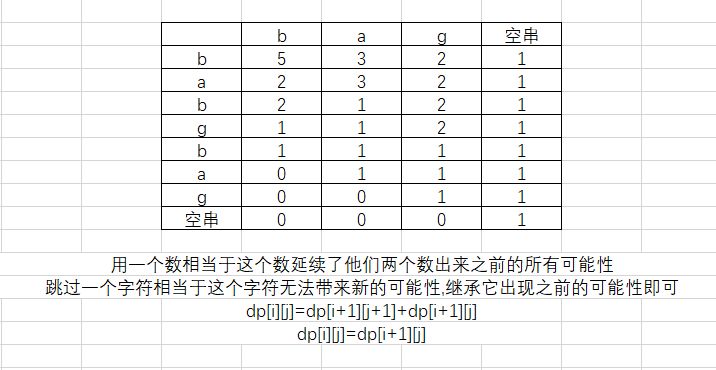 b a g 空串
b 5 3 2 1
a 2 3 2 1
b 2 1 2 1
g 1 1 2 1
b 1 1 1 1
a 0 1 1 1
g 0 0 1 1
空串 0 0 0 1
用一个数相当于这个数延续了他们两个数出来之前的所有可能性
跳过一个字符相当于这个字符无法带来新的可能性,继承它出现之前的可能性即可
dp[i][j]=dp[i+1][j+1]+dp[i+1][j]
dp[i][j]=dp[i+1][j]